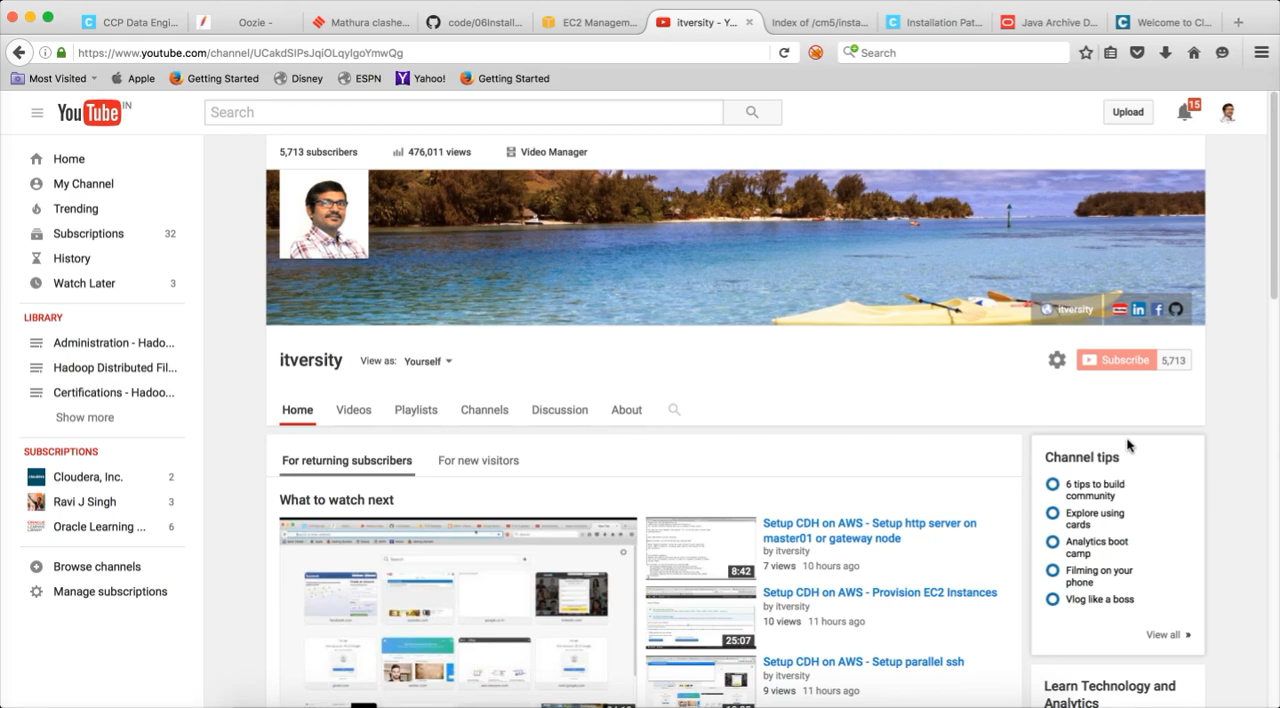 CCP Data Engi...
Oozie -
Mathura clashe...
code/06Install...
EC2 Managem...
itversity - Y...
Index of /cm5/insta...
Installation Pat...
Java Archive D...
Welcome to Cl...
https://www.youtube.com/channel/UCakdSIPsJqiOLqylgoYmwQg
Search
Most Visited
Apple
Getting Started
Disney
ESPN
Yahoo!
Getting Started
YouTube IN
Search
Upload
15
Home
My Channel
Trending
Subscriptions 32
History
Watch Later 3
LIBRARY
Administration - Hado...
Hadoop Distributed Fil...
Certifications - Hadoo...
Show more
SUBSCRIPTIONS
Cloudera, Inc. 2
Ravi J Singh 3
Oracle Learning ... 6
Browse channels
Manage subscriptions
5,713 subscribers
476,011 views
Video Manager
itversity
itversity
View as: Yourself
Subscribe 5,713
Home
Videos
Playlists
Channels
Discussion
About
For returning subscribers
For new visitors
What to watch next
8:42
Setup CDH on AWS - Setup http server on
master01 or gateway node
by itversity
7 views 10 hours ago
25:07
Setup CDH on AWS - Provision EC2 Instances
by itversity
10 views 11 hours ago
Setup CDH on AWS - Setup parallel ssh
by itversity
9 views 11 hours ago
Channel tips
6 tips to build
community
Explore using
cards
Analytics boot
camp
Filming on your
phone
Vlog like a boss
View all »
Learn Technology and
Analytics